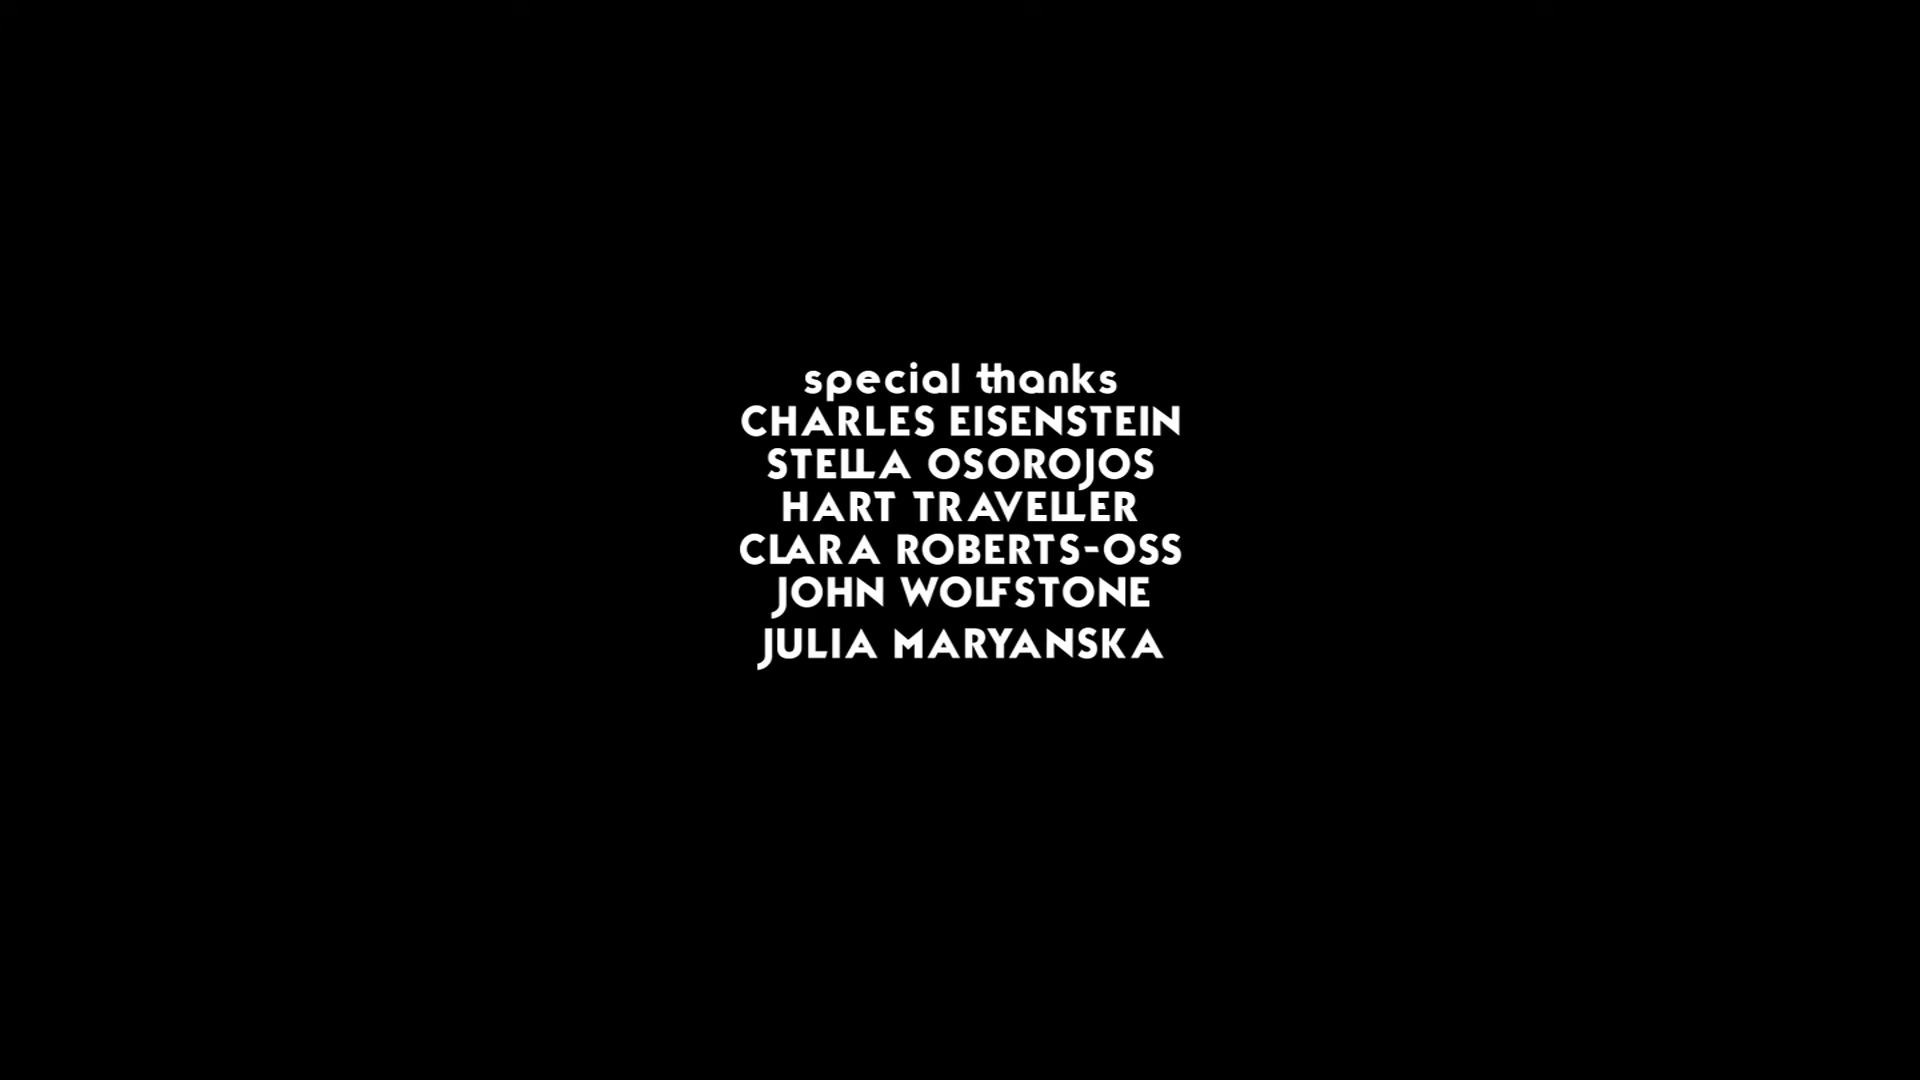 special thanks
CHARLES EISENSTEIN
STELLA OSOROJOS
HART TRAVELLER
CLARA ROBERTS-OSS
JOHN WOLFSTONE
JULIA MARYANSKA